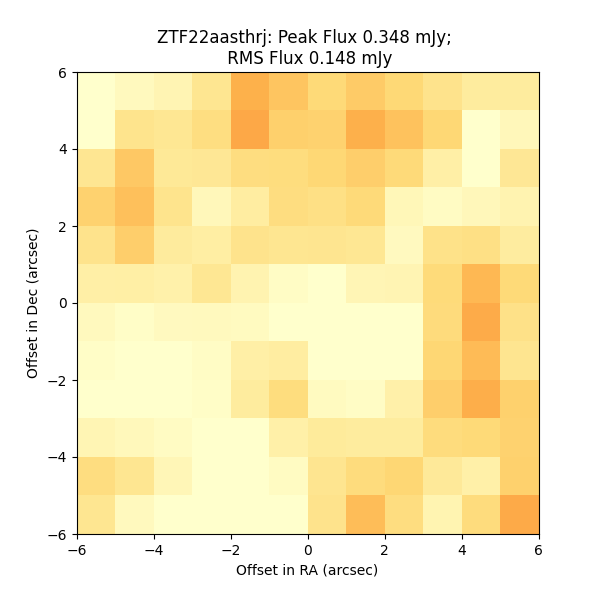 ZTF22aasthrj: Peak Flux 0.348 mJy;
RMS Flux 0.148 mJy
6
4
2
0
−2
−4
−6
Offset in Dec (arcsec)
−6 −4 −2 0 2 4 6
Offset in RA (arcsec)